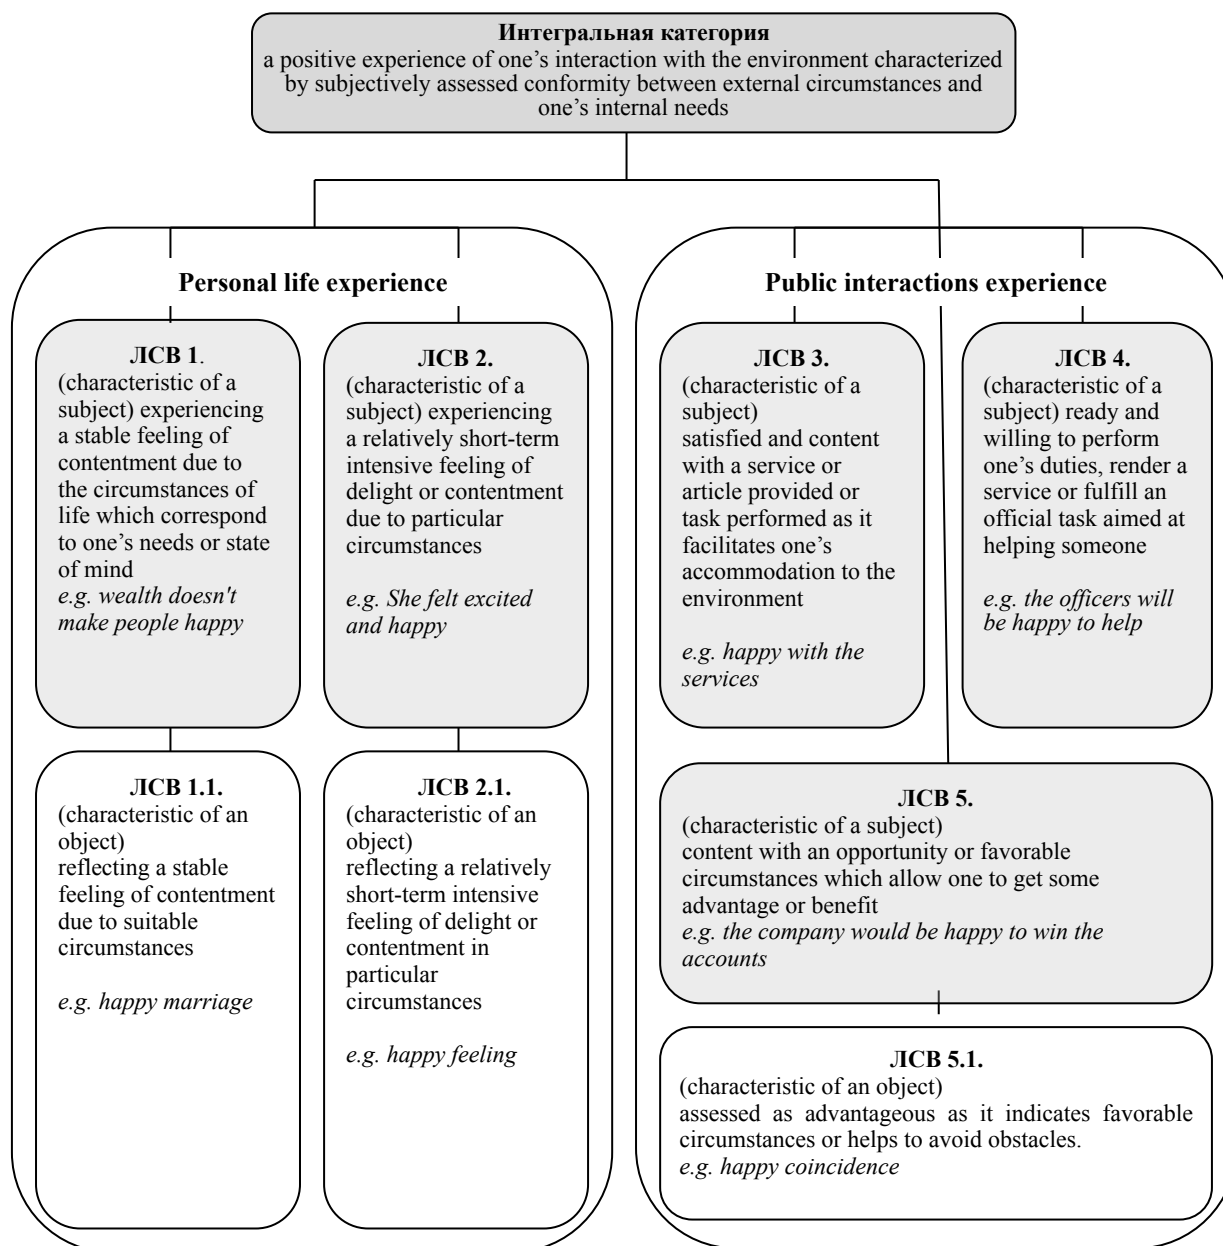 Интегральная категория
a positive experience of one’s interaction with the environment characterized
by subjectively assessed conformity between external circumstances and
one’s internal needs
Personal life experience
ЛСВ 1.
(characteristic of a
subject) experiencing
a stable feeling of
contentment due to
the circumstances of
life which correspond
to one’s needs or state
of mind
e.g. wealth doesn't
make people happy
ЛСВ 2.
(characteristic of a
subject) experiencing
a relatively short-term
intensive feeling of
delight or contentment
due to particular
circumstances
e.g. She felt excited
and happy
ЛСВ 1.1.
(characteristic of an
object)
reflecting a stable
feeling of contentment
due to suitable
circumstances
e.g. happy marriage
ЛСВ 2.1.
(characteristic of an
object)
reflecting a relatively
short-term intensive
feeling of delight or
contentment in
particular
circumstances
e.g. happy feeling
Public interactions experience
ЛСВ 3.
(characteristic of a
subject)
satisfied and content
with a service or
article provided or
task performed as it
facilitates one’s
accommodation to the
environment
e.g. happy with the
services
ЛСВ 4.
(characteristic of a
subject) ready and
willing to perform
one’s duties, render a
service or fulfill an
official task aimed at
helping someone
e.g. the officers will
be happy to help
ЛСВ 5.
(characteristic of a subject)
content with an opportunity or favorable
circumstances which allow one to get some
advantage or benefit
e.g. the company would be happy to win the
accounts
ЛСВ 5.1.
(characteristic of an object)
assessed as advantageous as it indicates favorable
circumstances or helps to avoid obstacles.
e.g. happy coincidence